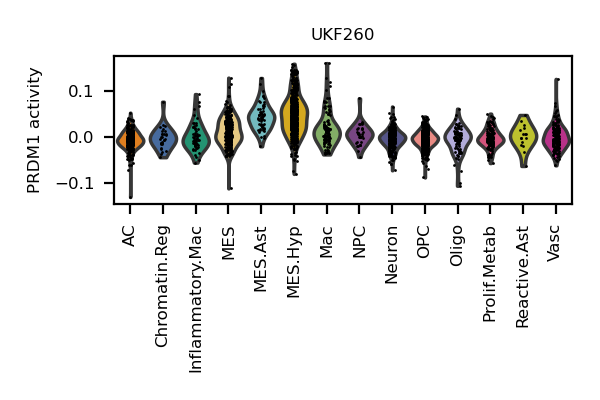 UKF260
PRDM1 activity
0.1
0.0
−0.1
AC
Chromatin.Reg
Inflammatory.Mac
MES
MES.Ast
MES.Hyp
Mac
NPC
Neuron
OPC
Oligo
Prolif.Metab
Reactive.Ast
Vasc